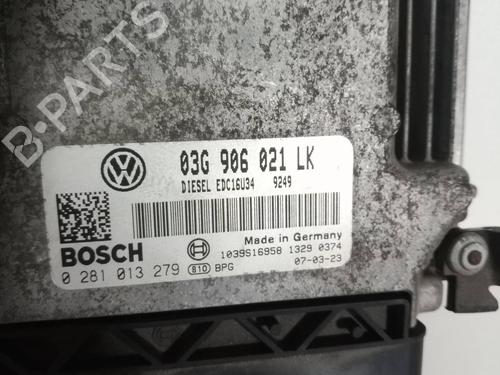 B-PARTS
03G 906 021 LK
DIESEL EDC16U34 9249
BOSCH
Made in Germany
1039S16958 1329 0374
0 281 013 279 810 BPG 07-03-23